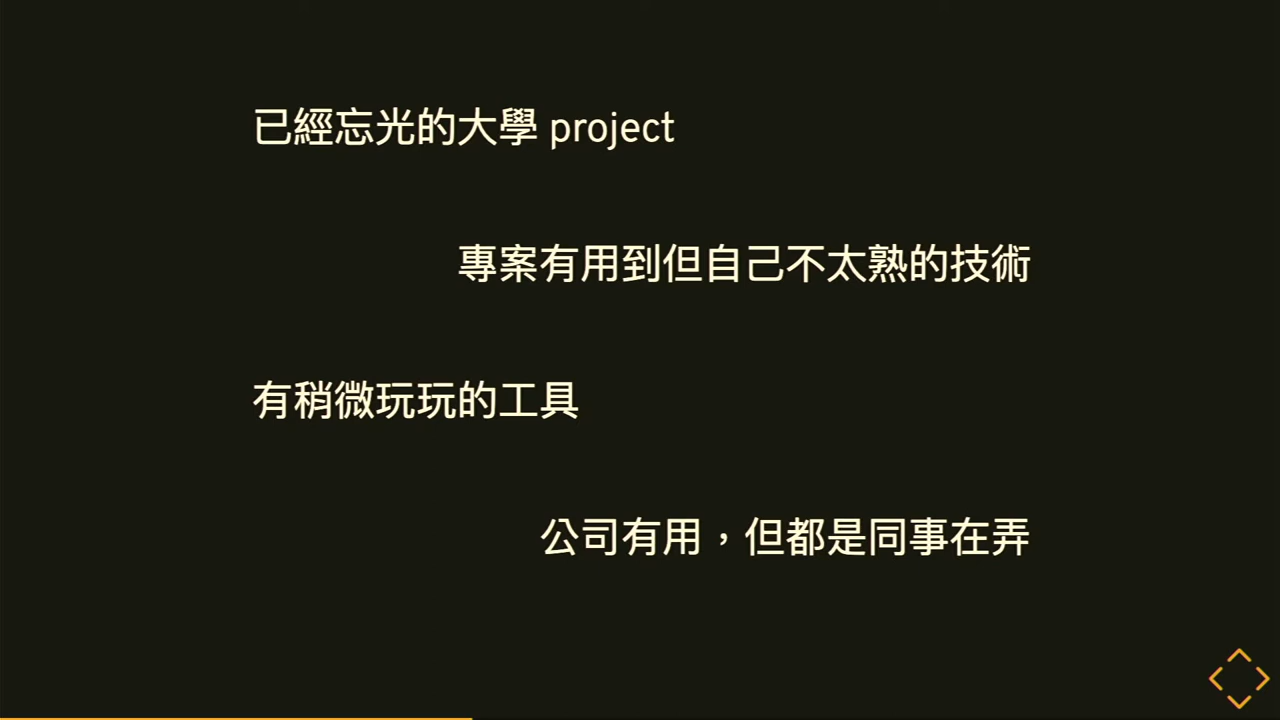 已經忘光的大學 project
專案有用到但自己不太熟的技術
有稍微玩玩的工具
公司有用，但都是同事在弄